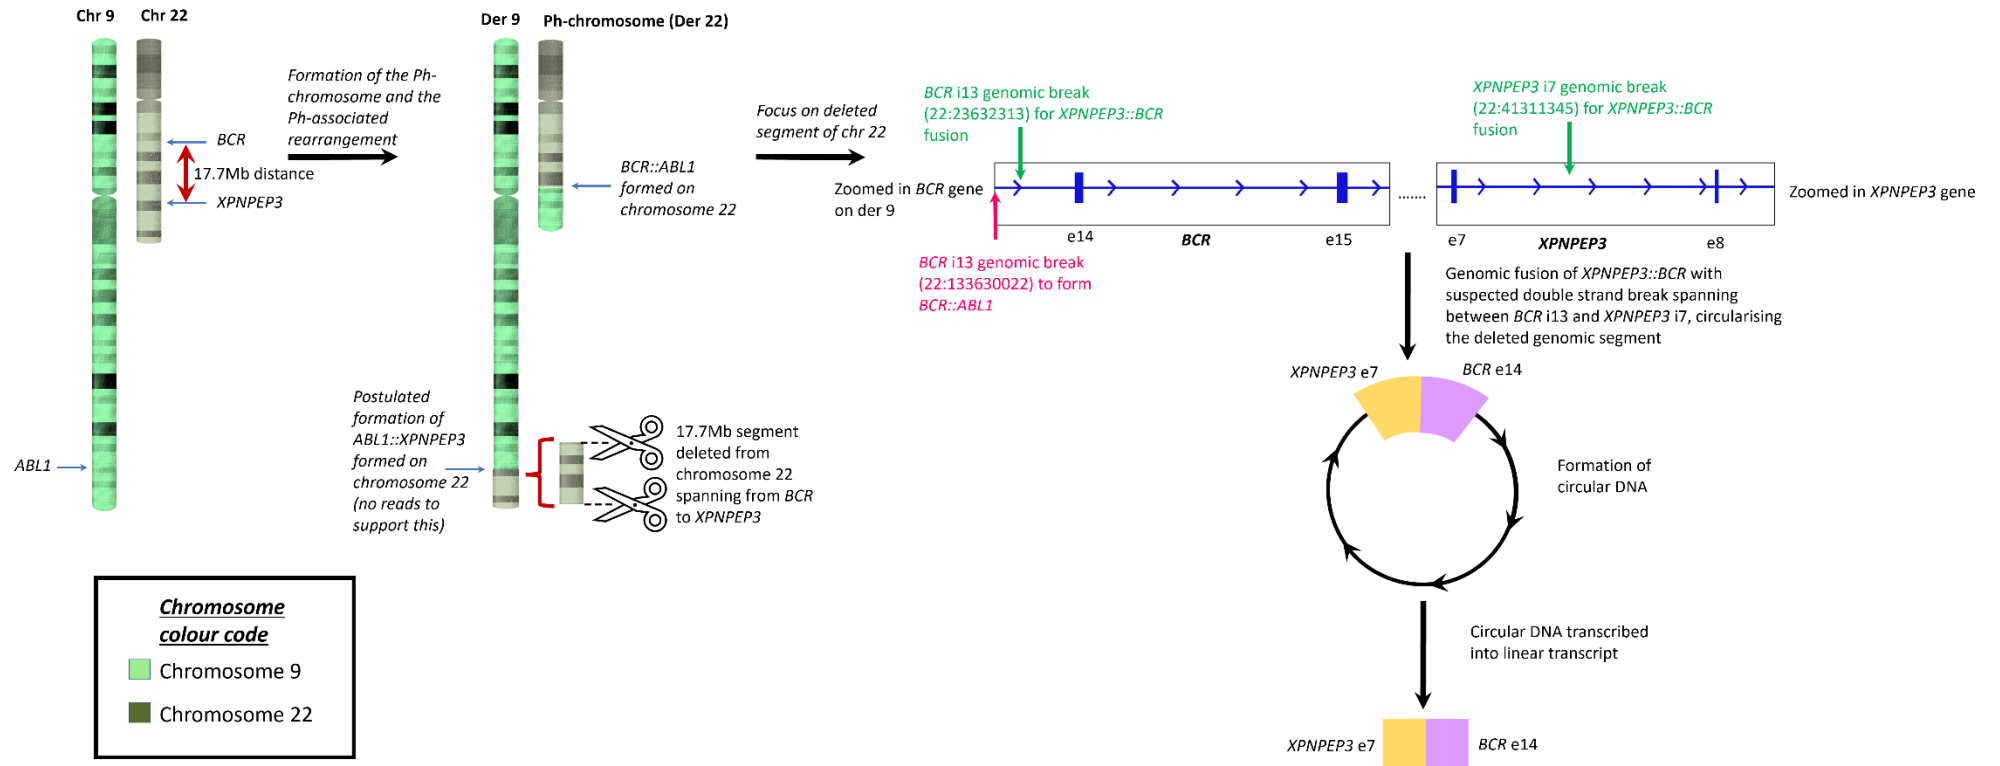 Chr 9
Chr 22
BCR
17.7Mb distance
XPNPEP3
ABL1
Formation of the Ph-
chromosome and the
Ph-associated
rearrangement
Der 9
Ph-chromosome (Der 22)
BCR::ABL1
formed on
chromosome 22
Postulated
formation of
ABL1::XPNPEP3
formed on
chromosome 22
(no reads to
support this)
17.7Mb segment
deleted from
chromosome 22
spanning from BCR
to XPNPEP3
Focus on deleted
segment of chr 22
Zoomed in BCR gene
on der 9
BCR i13 genomic break
(22:23632313) for XPNPEP3::BCR
fusion
XPNPEP3 i7 genomic break
(22:41311345) for XPNPEP3::BCR
fusion
.......
Zoomed in XPNPEP3 gene
e14
BCR
e15
e7
XPNPEP3
e8
BCR i13 genomic break
(22:133630022) to form
BCR::ABL1
Genomic fusion of XPNPEP3::BCR with
suspected double strand break spanning
between BCR i13 and XPNPEP3 i7, circularising
the deleted genomic segment
XPNPEP3 e7
BCR e14
Formation of
circular DNA
Circular DNA transcribed
into linear transcript
XPNPEP3 e7
BCR e14
Chromosome
colour code
Chromosome 9
Chromosome 22